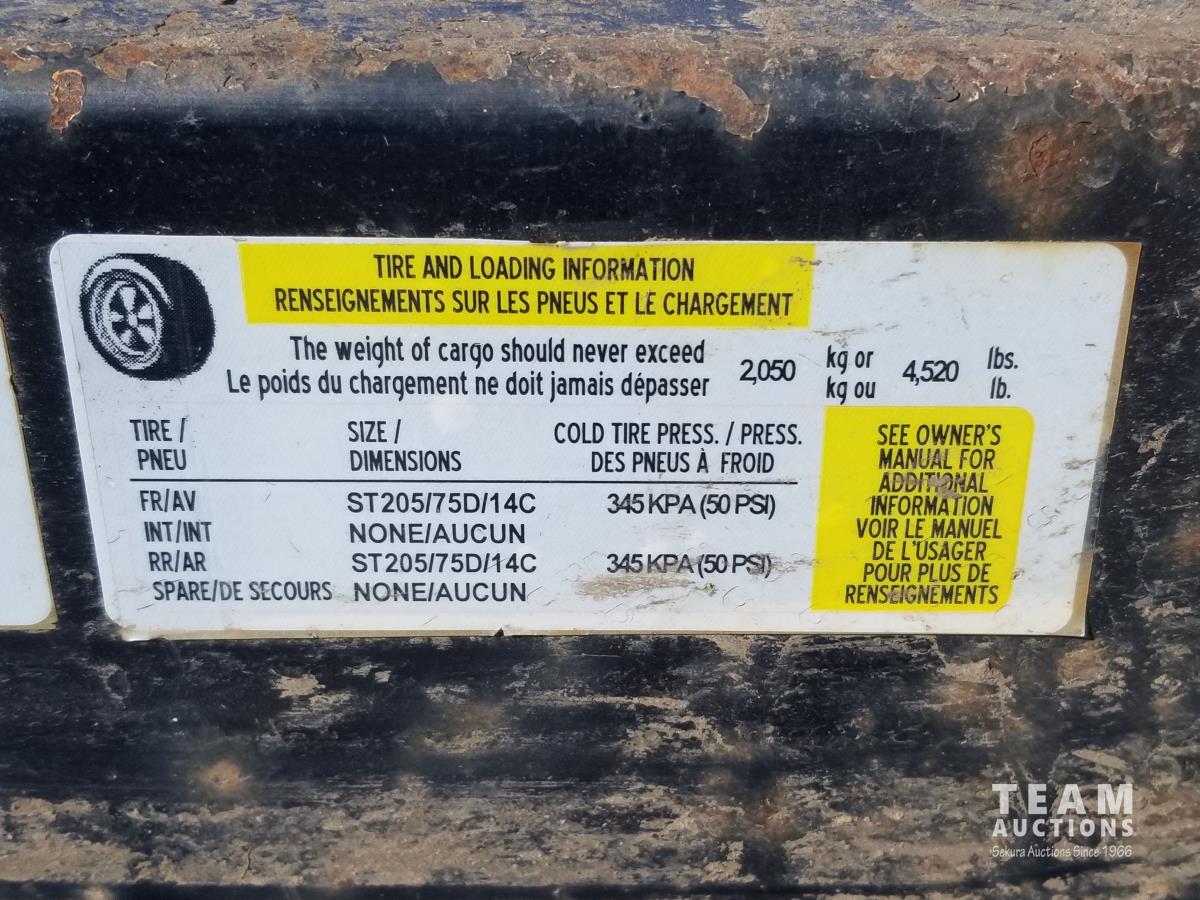 TIRE AND LOADING INFORMATION
RENSEIGNEMENTS SUR LES PNEUS ET LE CHARGEMENT
The weight of cargo should never exceed
Le poids du chargement ne doit jamais dépasser
2,050
kg or
kg ou
4,520
lbs.
lb.
TIRE / SIZE / COLD TIRE PRESS. / PRESS.
PNEU DIMENSIONS DES PNEUS À FROID
FR/AV ST205/75D/14C 345 KPA (50 PSI)
INT/INT NONE/AUCUN
RR/AR ST205/75D/14C 345 KPA (50 PSI)
SPARE/DE SECOURS NONE/AUCUN
SEE OWNER'S
MANUAL FOR
ADDITIONAL
INFORMATION
VOIR LE MANUEL
DE L'USAGER
POUR PLUS DE
RENSEIGNEMENTS
TEAM
AUCTIONS
Sekura Auctions Since 1966